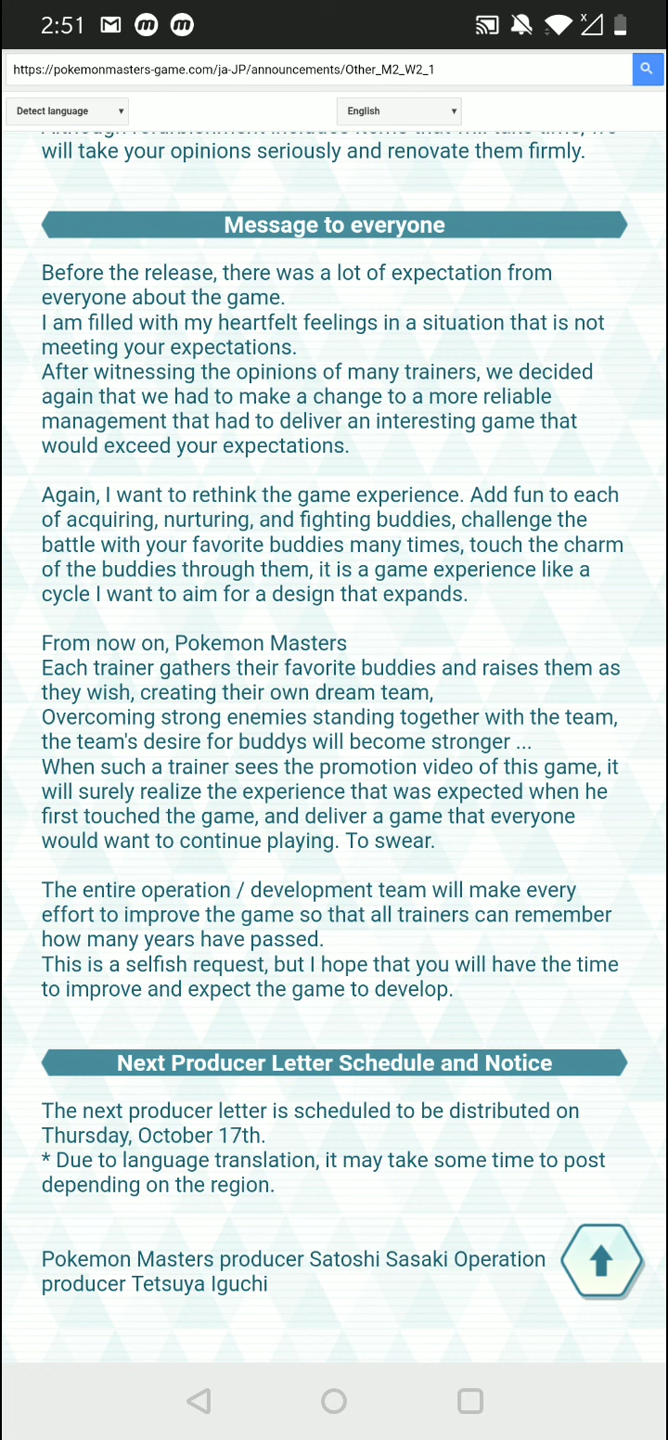 2:51
https://pokemonmasters-game.com/ja-JP/announcements/Other_M2_W2_1
Detect language
English
will take your opinions seriously and renovate them firmly.
Message to everyone
Before the release, there was a lot of expectation from
everyone about the game.
I am filled with my heartfelt feelings in a situation that is not
meeting your expectations.
After witnessing the opinions of many trainers, we decided
again that we had to make a change to a more reliable
management that had to deliver an interesting game that
would exceed your expectations.
Again, I want to rethink the game experience. Add fun to each
of acquiring, nurturing, and fighting buddies, challenge the
battle with your favorite buddies many times, touch the charm
of the buddies through them, it is a game experience like a
cycle I want to aim for a design that expands.
From now on, Pokemon Masters
Each trainer gathers their favorite buddies and raises them as
they wish, creating their own dream team,
Overcoming strong enemies standing together with the team,
the team's desire for buddys will become stronger ...
When such a trainer sees the promotion video of this game, it
will surely realize the experience that was expected when he
first touched the game, and deliver a game that everyone
would want to continue playing. To swear.
The entire operation / development team will make every
effort to improve the game so that all trainers can remember
how many years have passed.
This is a selfish request, but I hope that you will have the time
to improve and expect the game to develop.
Next Producer Letter Schedule and Notice
The next producer letter is scheduled to be distributed on
Thursday, October 17th.
* Due to language translation, it may take some time to post
depending on the region.
Pokemon Masters producer Satoshi Sasaki Operation
producer Tetsuya Iguchi